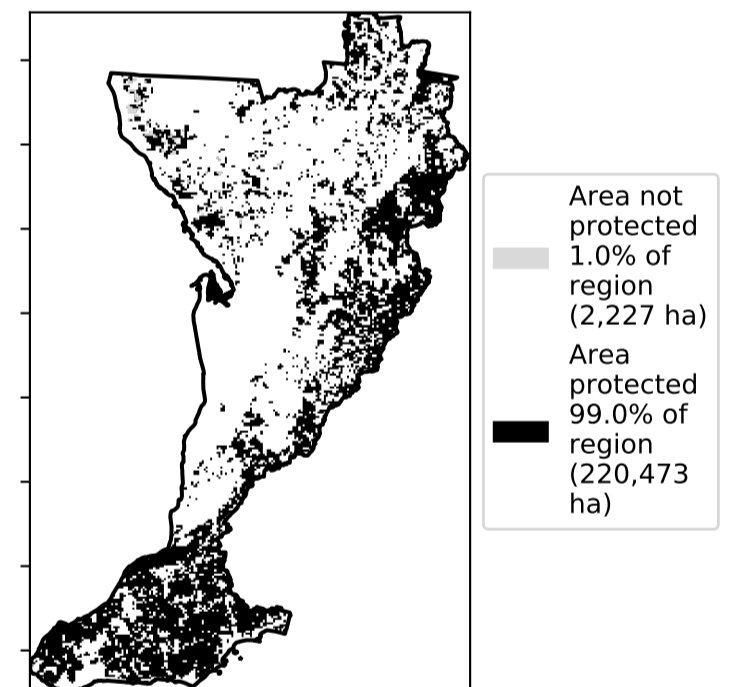 Area not
protected
1.0% of
region
(2,227 ha)
Area
protected
99.0% of
region
(220,473
ha)